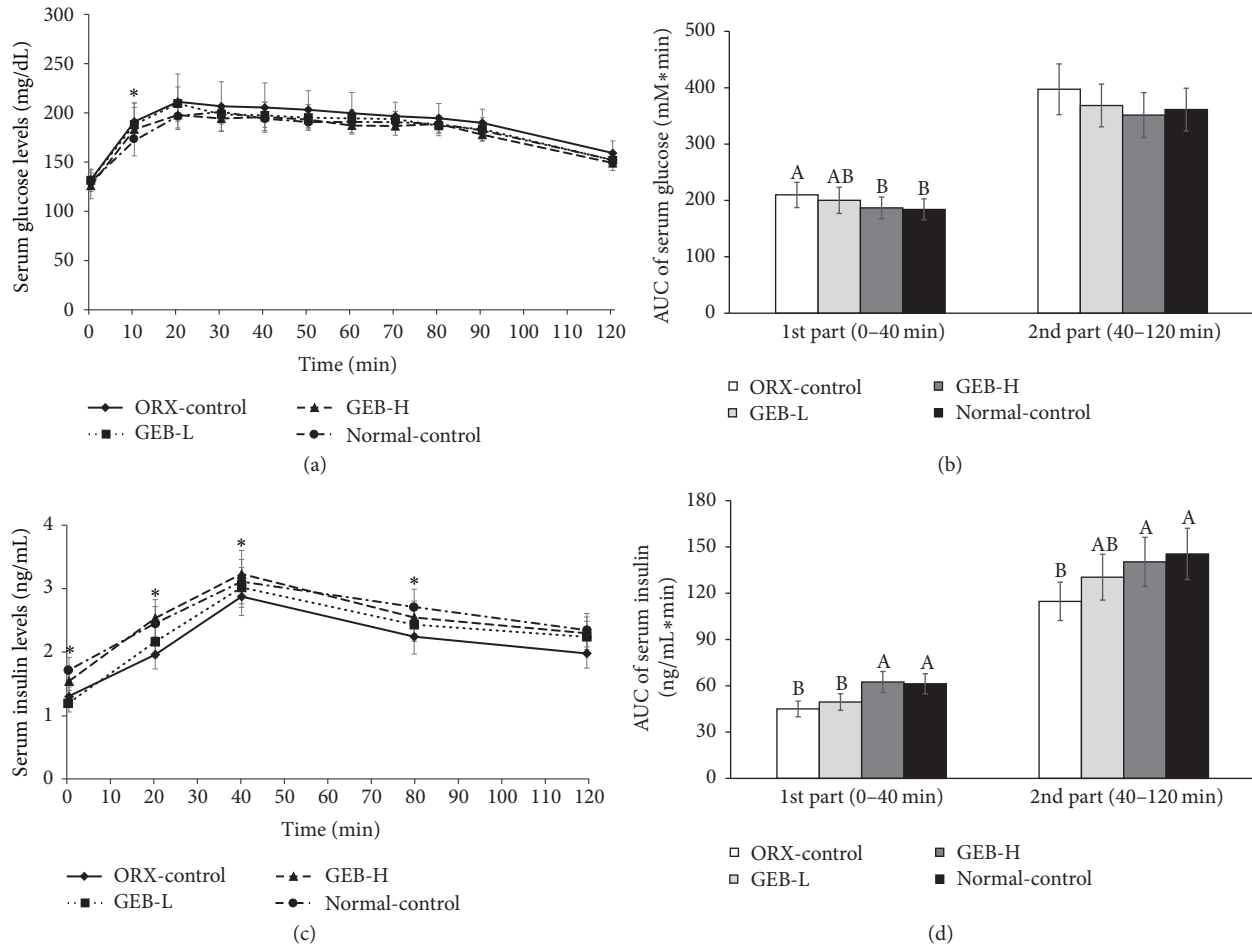 Serum glucose levels (mg/dL)
300
250
200
150
100
50
0
*
0 10 20 30 40 50 60 70 80 90 100 110 120
Time (min)
ORX-control
GEB-L
GEB-H
Normal-control
(a)
AUC of serum glucose (mM∗min)
500
400
300
200
100
0
A AB B B
1st part (0–40 min) 2nd part (40–120 min)
ORX-control
GEB-L
GEB-H
Normal-control
(b)
Serum insulin levels (ng/mL)
4
3
2
1
0
* * * *
0 10 20 30 40 50 60 70 80 90 100 110 120
Time (min)
ORX-control
GEB-L
GEB-H
Normal-control
(c)
AUC of serum insulin
(ng/mL∗min)
180
150
120
90
60
30
0
B B A A
B AB A A
1st part (0–40 min) 2nd part (40–120 min)
ORX-control
GEB-L
GEB-H
Normal-control
(d)